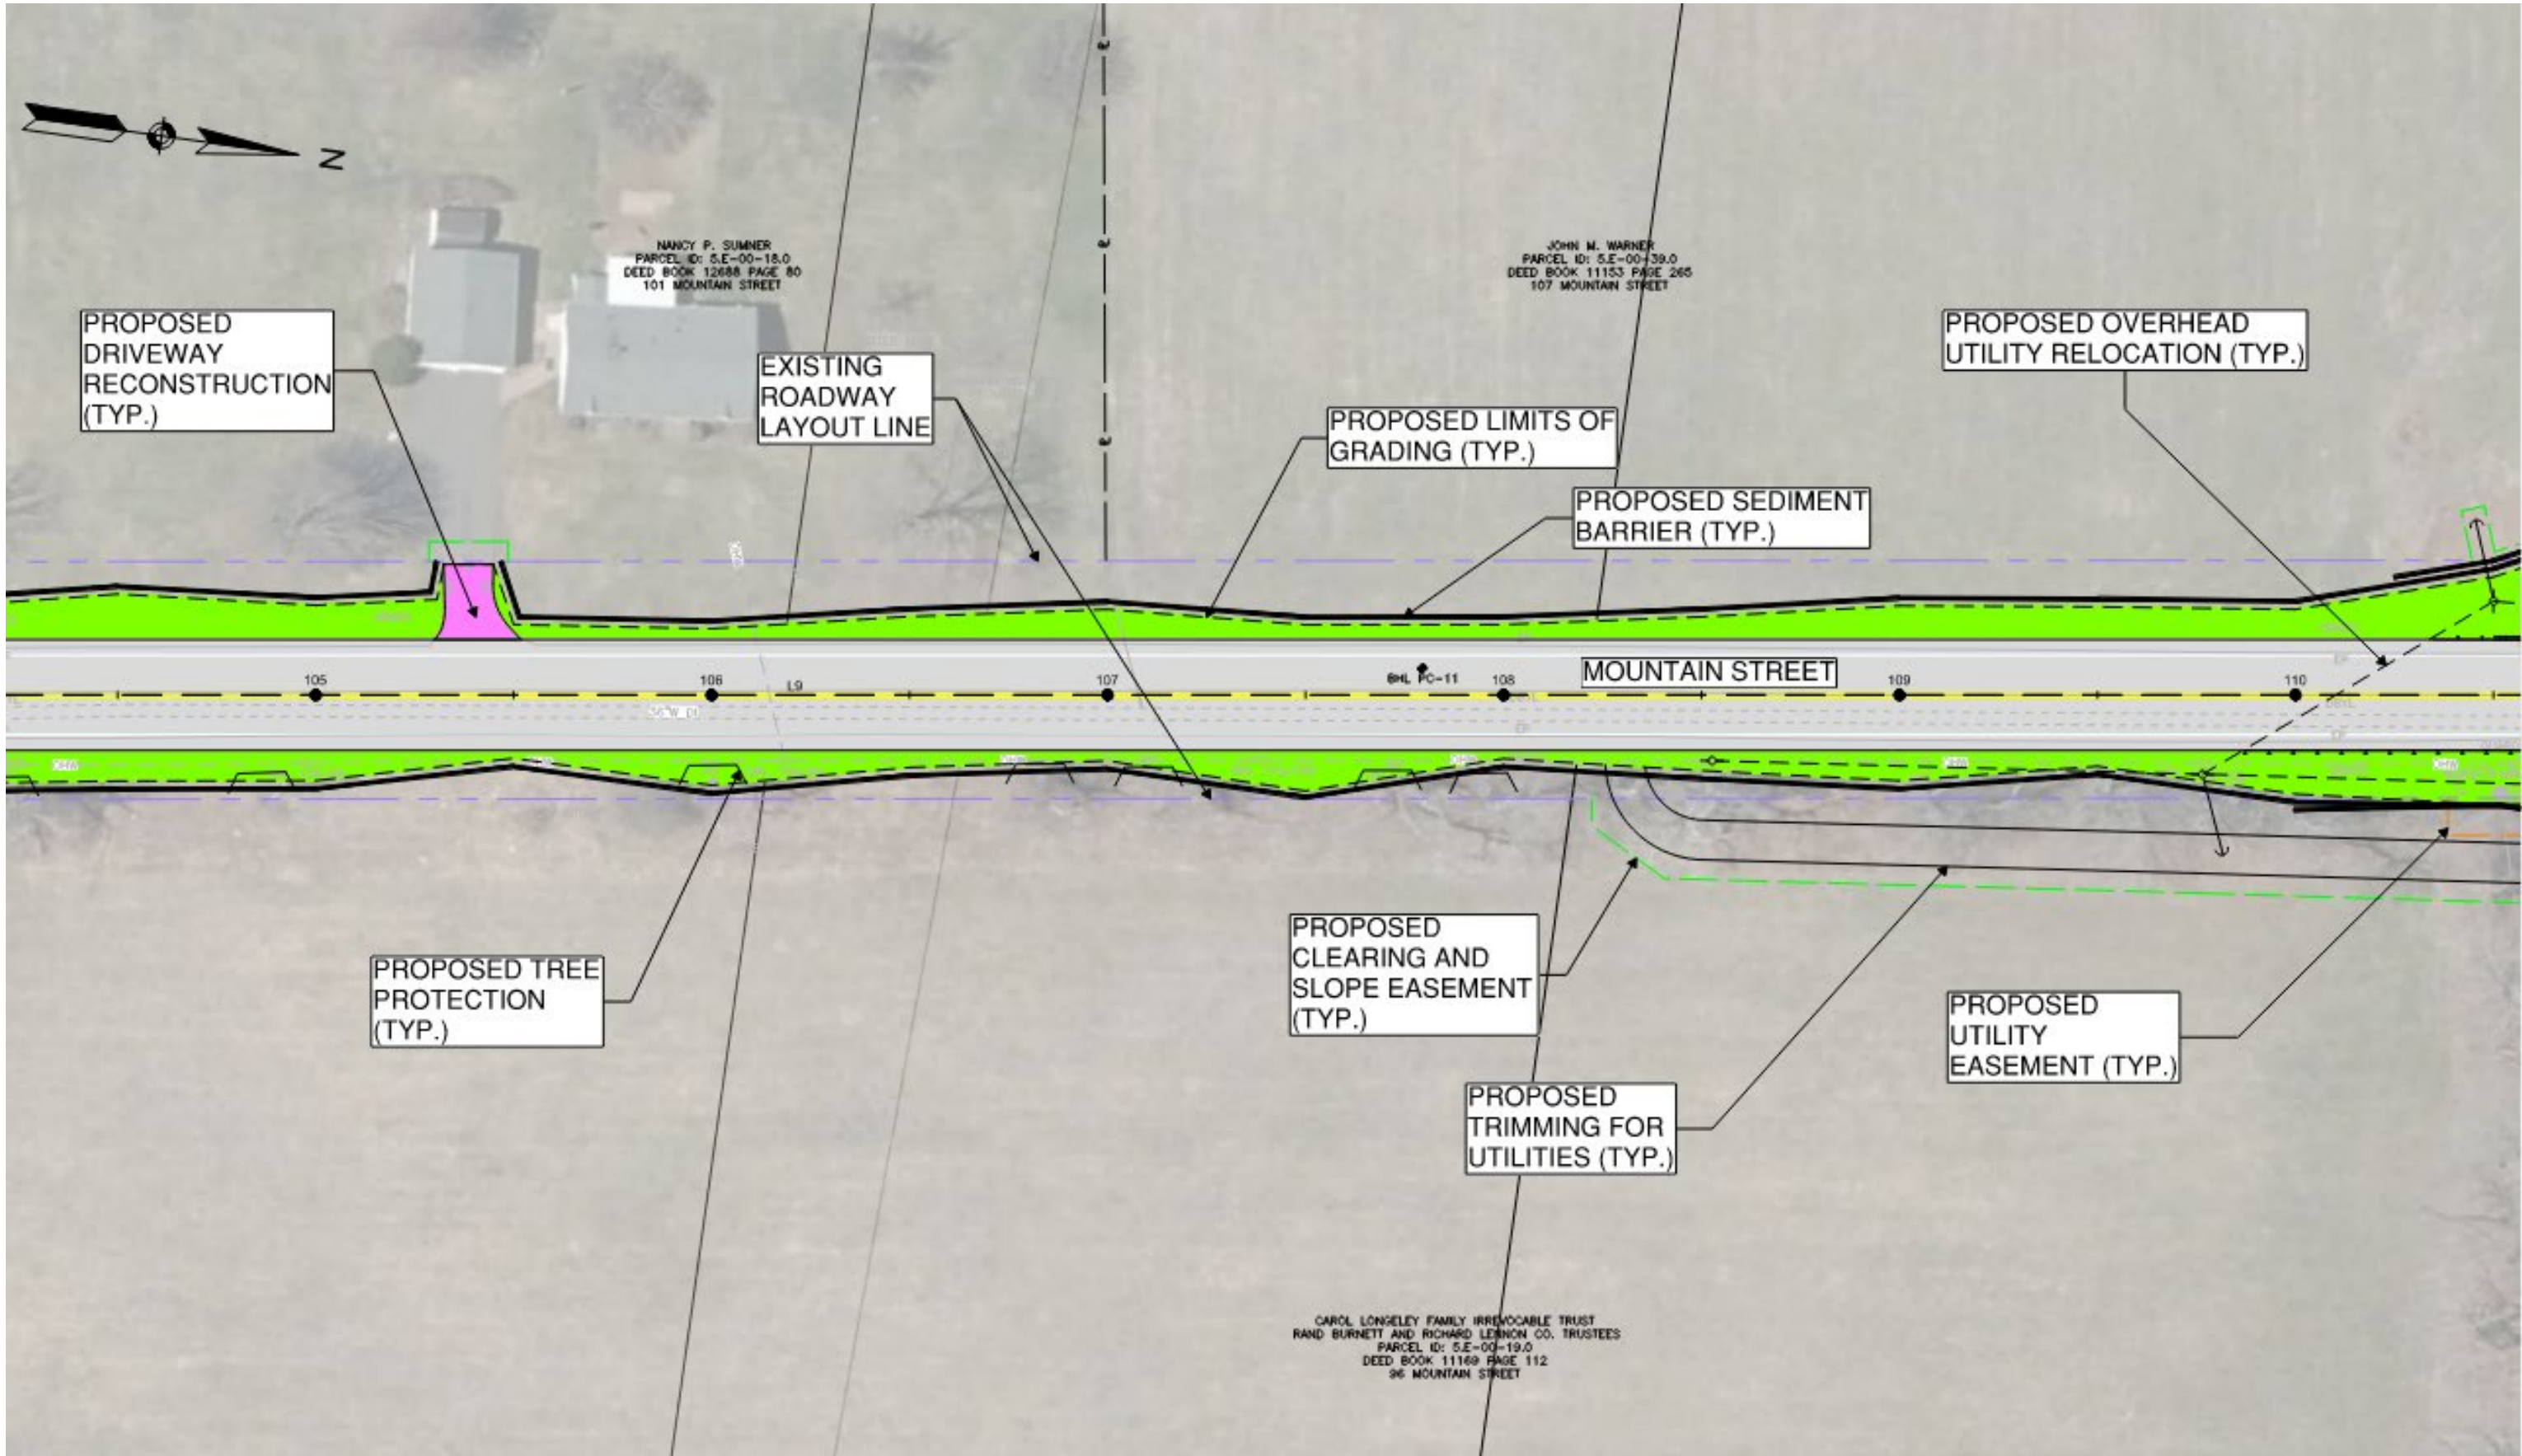 N
NANCY P. SUMNER
PARCEL ID: 5.E-00-18.0
DEED BOOK 12688 PAGE 80
101 MOUNTAIN STREET
JOHN M. WARNER
PARCEL ID: 5.E-00-39.0
DEED BOOK 11153 PAGE 265
107 MOUNTAIN STREET
PROPOSED
DRIVEWAY
RECONSTRUCTION
(TYP.)
EXISTING
ROADWAY
LAYOUT LINE
PROPOSED LIMITS OF
GRADING (TYP.)
PROPOSED SEDIMENT
BARRIER (TYP.)
PROPOSED OVERHEAD
UTILITY RELOCATION (TYP.)
MOUNTAIN STREET
105
106
L9
107
BHL PC-11
108
109
110
OHW
OHW
OHW
OHW
OHW
PROPOSED TREE
PROTECTION
(TYP.)
PROPOSED
CLEARING AND
SLOPE EASEMENT
(TYP.)
PROPOSED
TRIMMING FOR
UTILITIES (TYP.)
PROPOSED
UTILITY
EASEMENT (TYP.)
CAROL LONGELEY FAMILY IRREVOCABLE TRUST
RAND BURNETT AND RICHARD LENNON CO. TRUSTEES
PARCEL ID: 5.E-00-19.0
DEED BOOK 11169 PAGE 112
96 MOUNTAIN STREET